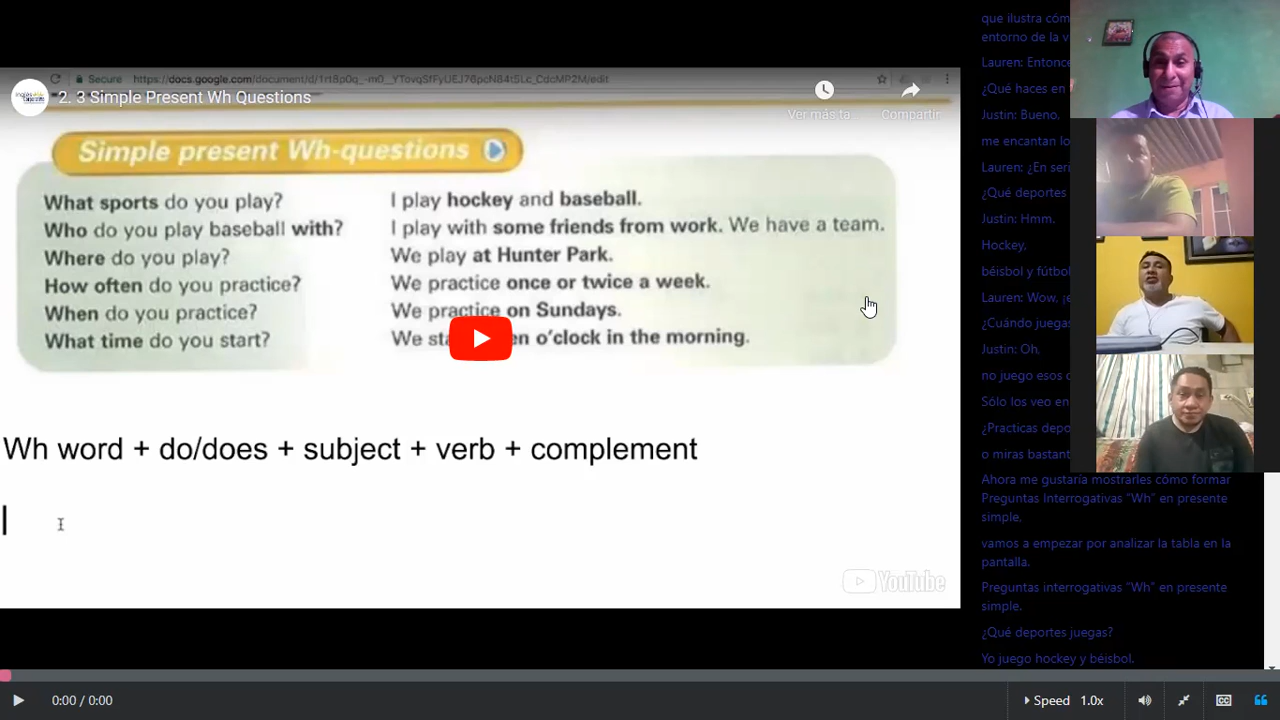 Secure https://docs.google.com/document/d/1rt8p0q_-m0__YTovqSfFyUEJ76pcN84tSLc_CdcMP2M/edit
2. 3 Simple Present Wh Questions
Ver más ta...
Compartir
Simple present Wh-questions
What sports do you play? I play hockey and baseball.
Who do you play baseball with? I play with some friends from work. We have a team.
Where do you play? We play at Hunter Park.
How often do you practice? We practice once or twice a week.
When do you practice? We practice on Sundays.
What time do you start? We o'clock in the morning.
Wh word + do/does + subject + verb + complement
YouTube
que ilustra
entorno de la
Lauren:
¿Qué haces en
Justin: Bueno,
me encantan
Lauren: ¿En
¿Qué deportes
Justin: Hmm.
Hockey,
béisbol y
Lauren: Wow,
¿Cuándo
Justin: Oh,
no juego esos
Sólo los veo en
¿Practicas
o miras
Ahora me gustaría mostrarles cómo formar
Preguntas Interrogativas "Wh" en presente
simple.
vamos a empezar por analizar la tabla en la
pantalla.
Preguntas interrogativas "Wh" en presente
simple.
¿Qué deportes juegas?
Yo juego hockey y béisbol.
0:00 / 0:00
Speed 1.0x
CC